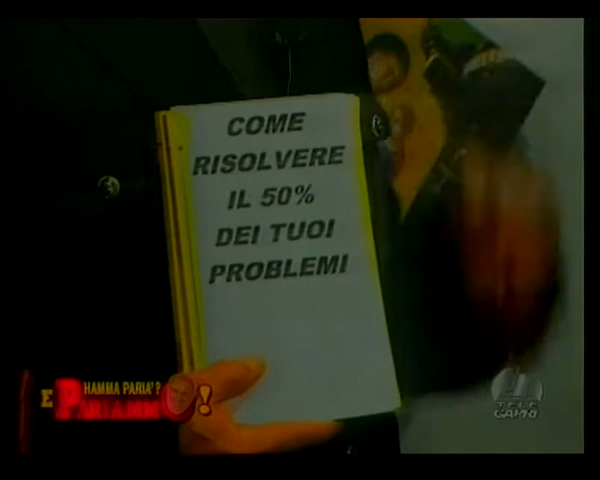 COME
RISOLVERE
IL 50%
DEI TUOI
PROBLEMI
HAMMA PARIA'?
E PARIAMMO!
TELE
CAPRI